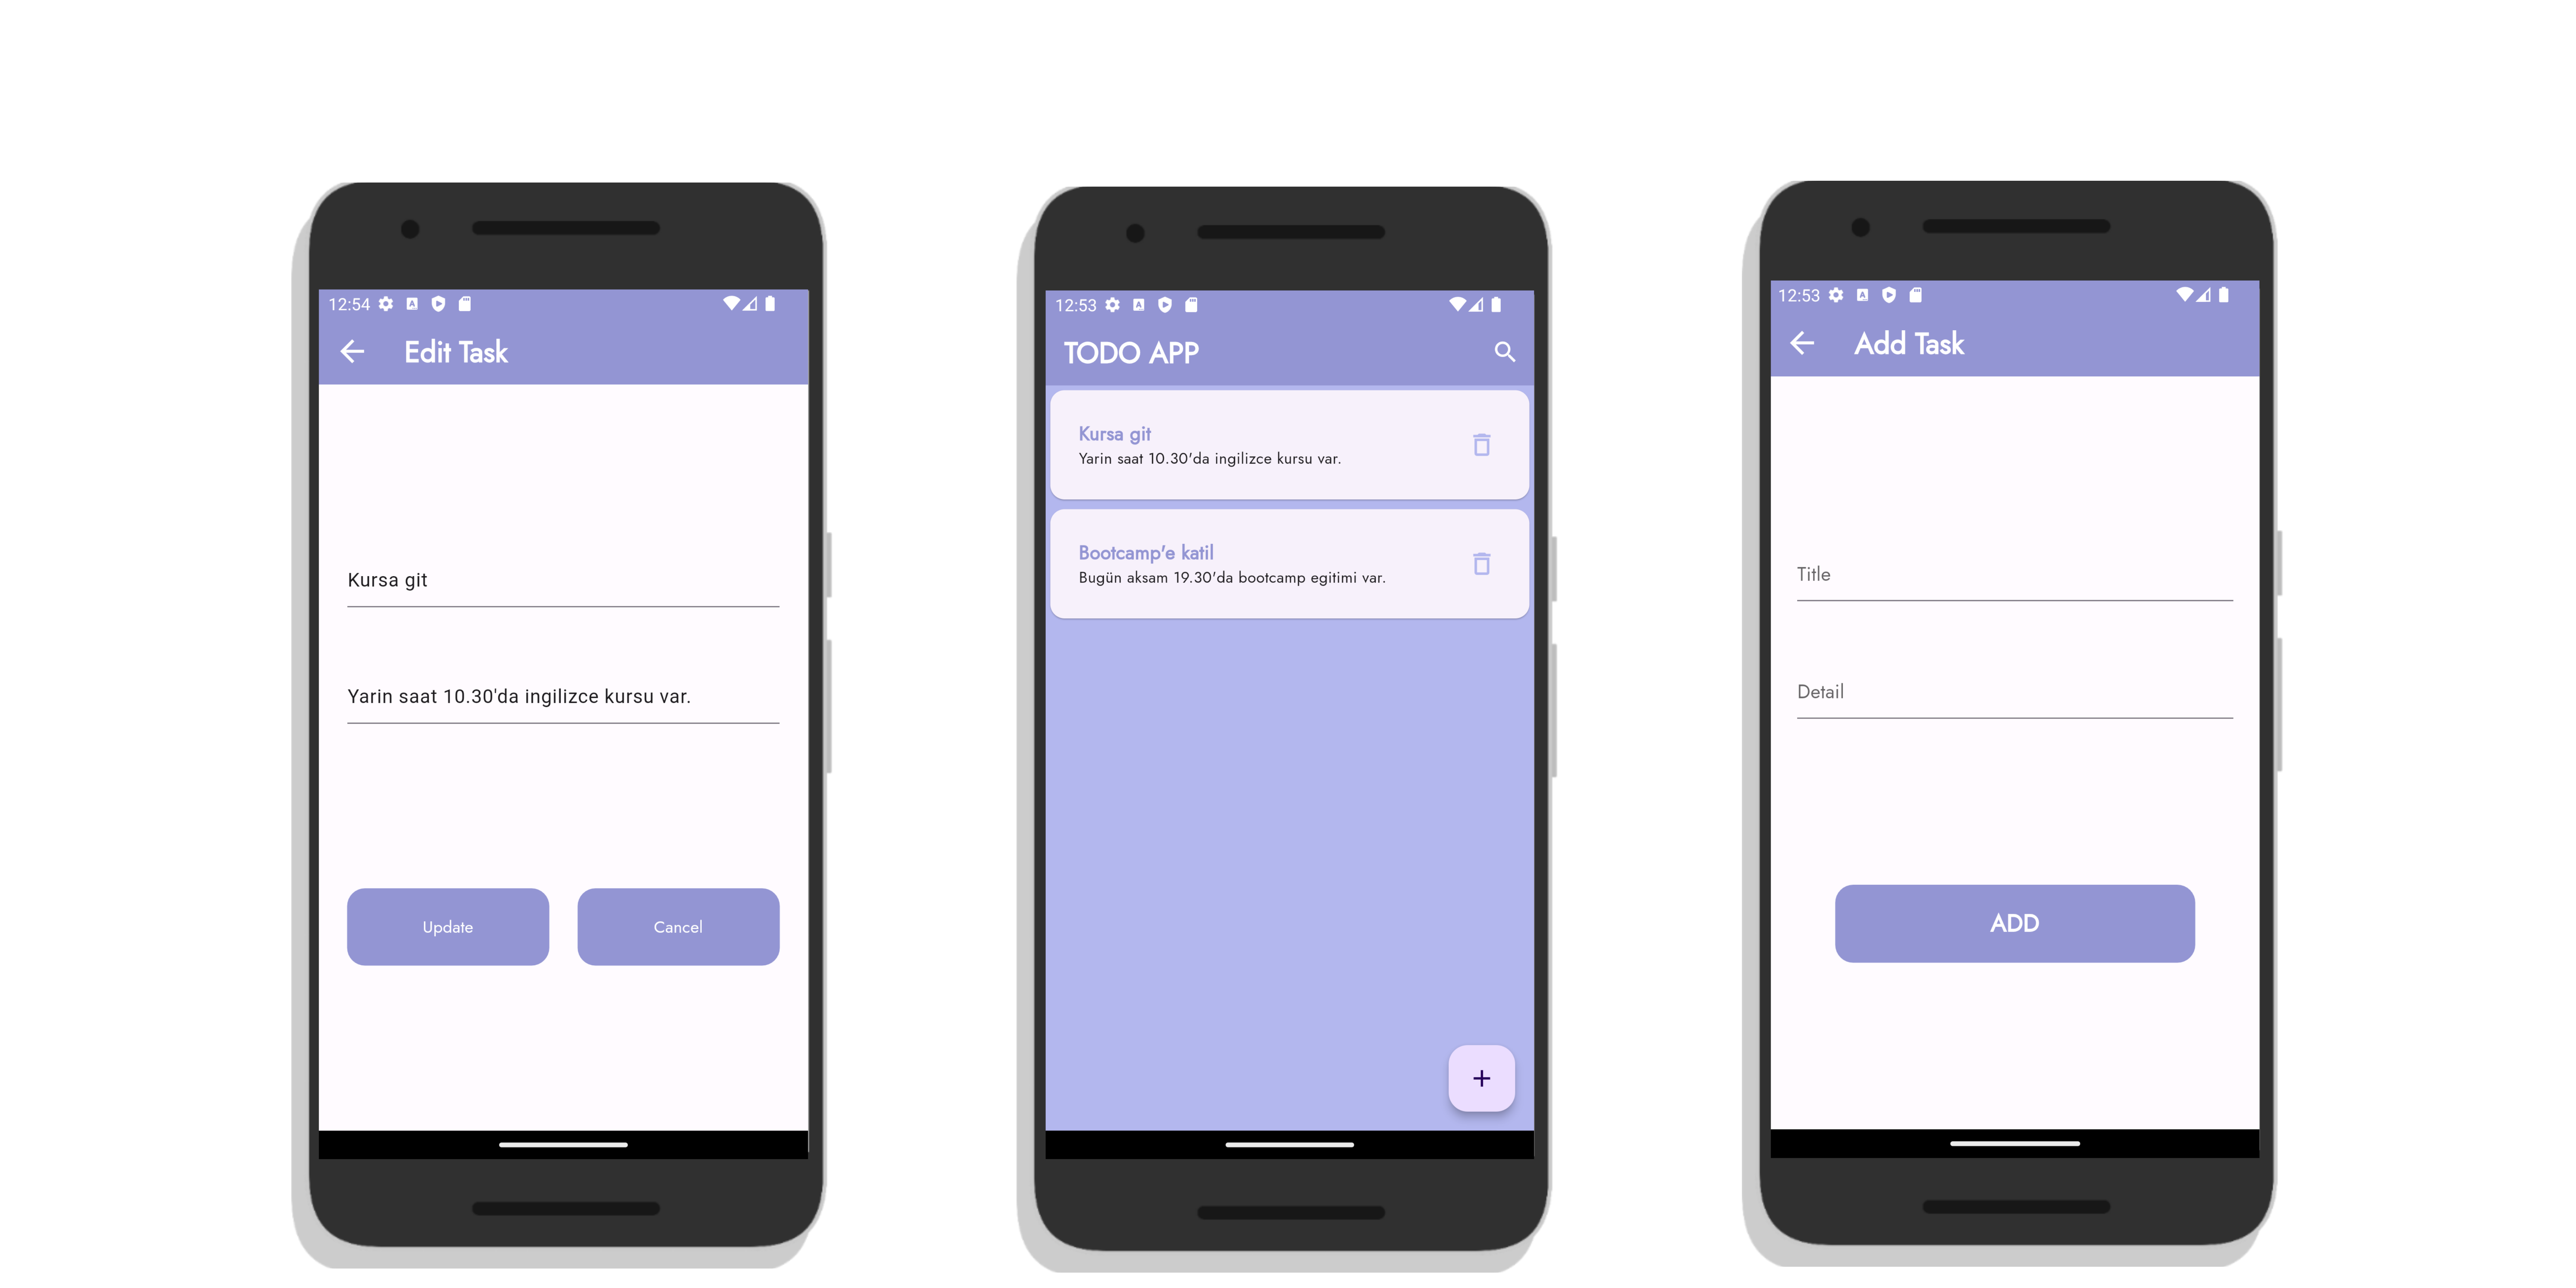 12:54
Edit Task
Kursa git
Yarin saat 10.30'da ingilizce kursu var.
Update
Cancel
12:53
TODO APP
Kursa git
Yarin saat 10.30'da ingilizce kursu var.
Bootcamp'e katil
Bugün aksam 19.30'da bootcamp egitimi var.
+
12:53
Add Task
Title
Detail
ADD